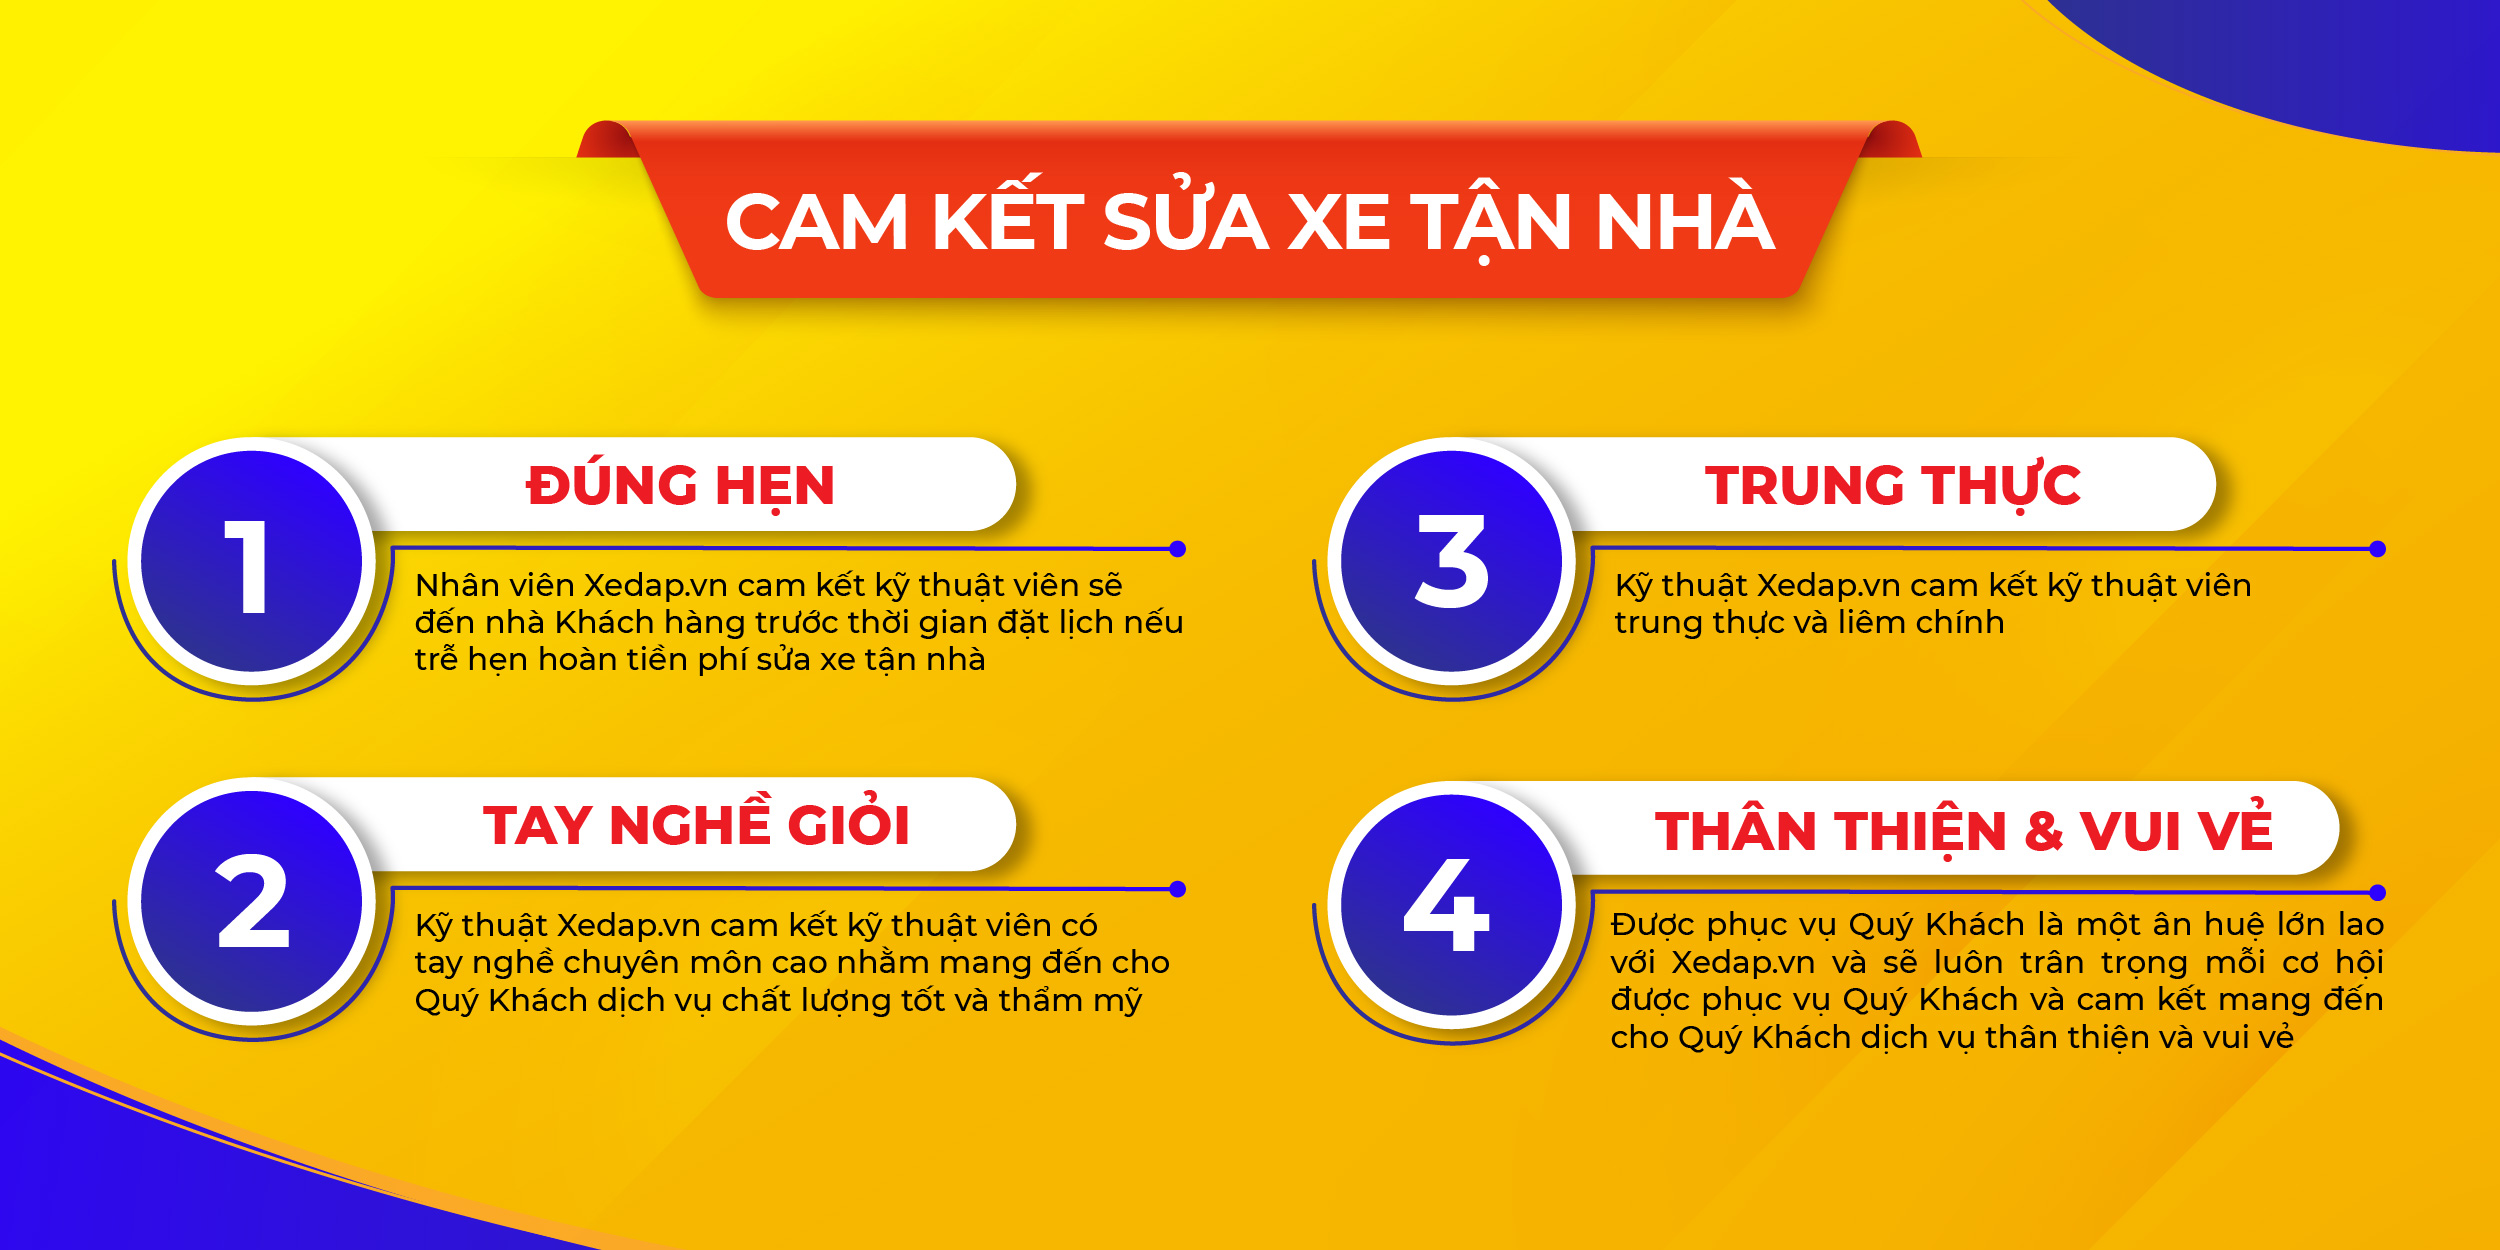 CAM KẾT SỬA XE TẬN NHÀ
1
ĐÚNG HẸN
Nhân viên Xedap.vn cam kết kỹ thuật viên sẽ
đến nhà Khách hàng trước thời gian đặt lịch nếu
trễ hẹn hoàn tiền phí sửa xe tận nhà
2
TAY NGHỀ GIỎI
Kỹ thuật Xedap.vn cam kết kỹ thuật viên có
tay nghề chuyên môn cao nhằm mang đến cho
Quý Khách dịch vụ chất lượng tốt và thẩm mỹ
3
TRUNG THỰC
Kỹ thuật Xedap.vn cam kết kỹ thuật viên
trung thực và liêm chính
4
THÂN THIỆN & VUI VẺ
Được phục vụ Quý Khách là một ân huệ lớn lao
với Xedap.vn và sẽ luôn trân trọng mỗi cơ hội
được phục vụ Quý Khách và cam kết mang đến
cho Quý Khách dịch vụ thân thiện và vui vẻ